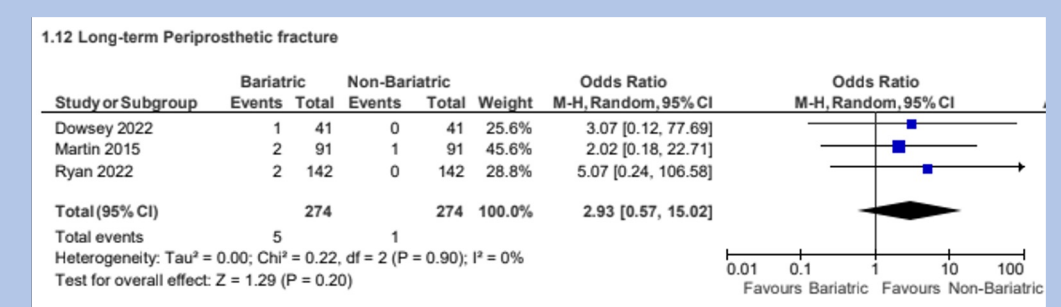 1.12 Long-term Periprosthetic fracture
Bariatric Non-Bariatric Odds Ratio Odds Ratio
Study or Subgroup Events Total Events Total Weight M-H, Random, 95% CI M-H, Random, 95% CI
Dowsey 2022 1 41 0 41 25.6% 3.07 [0.12, 77.69]
Martin 2015 2 91 1 91 45.6% 2.02 [0.18, 22.71]
Ryan 2022 2 142 0 142 28.8% 5.07 [0.24, 106.58]
Total (95% CI) 274 274 100.0% 2.93 [0.57, 15.02]
Total events 5 1
Heterogeneity: Tau² = 0.00; Chi² = 0.22, df = 2 (P = 0.90); I² = 0%
Test for overall effect: Z = 1.29 (P = 0.20)
0.01 0.1 1 10 100
Favours Bariatric Favours Non-Bariatric